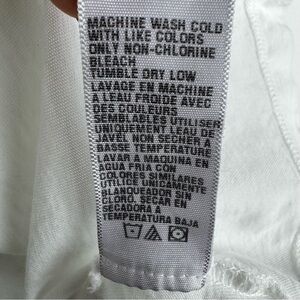 MACHINE WASH COLD
WITH LIKE COLORS
ONLY NON-CHLORINE
BLEACH
TUMBLE DRY LOW
LAVAGE EN MACHINE
A LEAU FROIDE AVEC
DES COULEURS
SEMBLABLES UTILISER
UNIQUEMENT LEAU DE
JAVEL NON SECHER A
BASSE TEMPERATURE
LAVAR A MAQUINA EN
AGUA FRIA CON
COLORES SIMILARES
UTILICE UNICAMENTE
BLANQUEADOR SIN
CLORO, SECAR EN
SECADORA A
TEMPERATURA BAJA